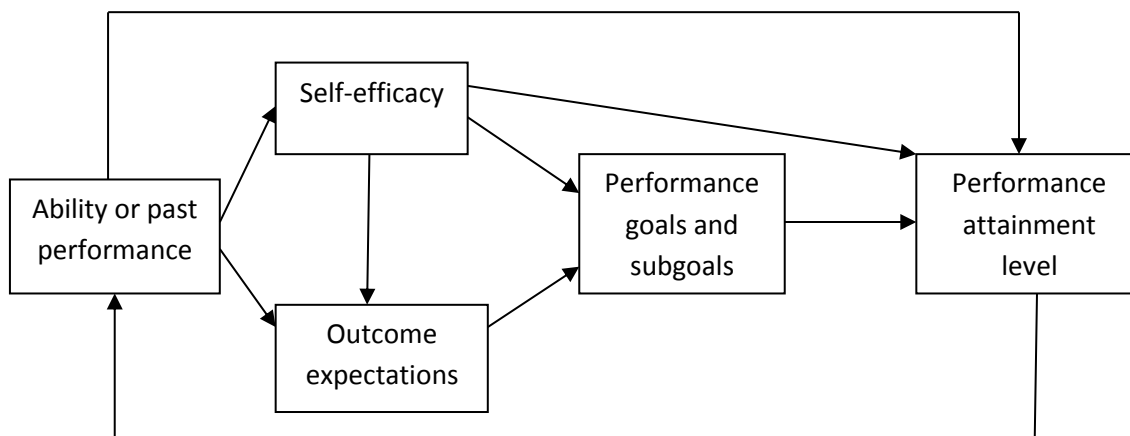 Self-efficacy
Ability or past
performance
Outcome
expectations
Performance
goals and
subgoals
Performance
attainment
level